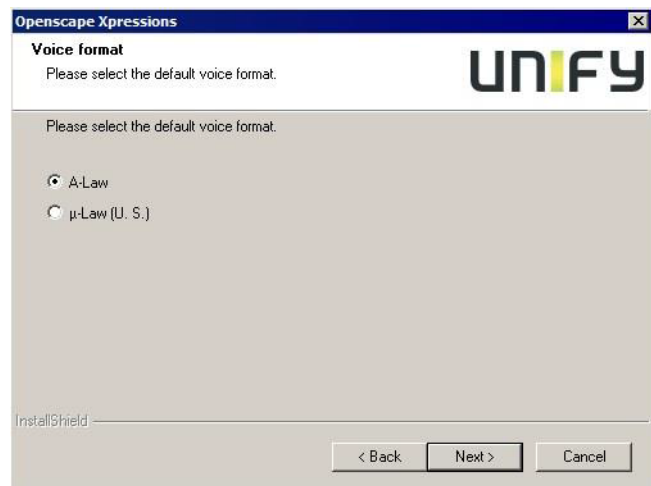 Openscape Xpressions
Voice format
Please select the default voice format.
UNIFY
Please select the default voice format.
A-Law
µ-Law (U. S.)
InstallShield
< Back
Next >
Cancel